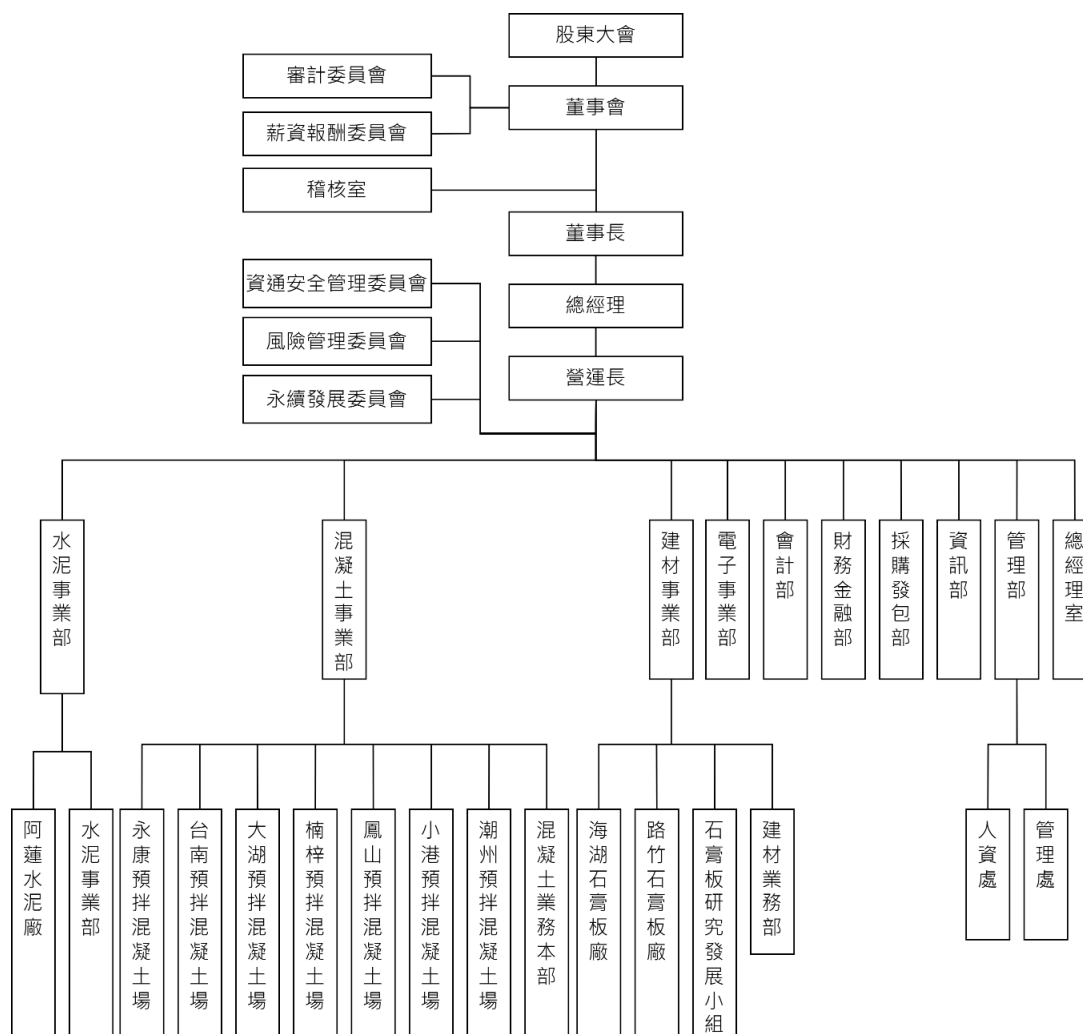 股東大會
審計委員會
董事會
薪資報酬委員會
稽核室
董事長
資通安全管理委員會
總經理
風險管理委員會
營運長
永續發展委員會
水泥事業部
混凝土事業部
建材事業部
電子事業部
會計部
財務金融部
採購發包部
資訊部
管理部
總經理室
阿蓮水泥廠
水泥事業部
永康預拌混凝土場
台南預拌混凝土場
大湖預拌混凝土場
楠梓預拌混凝土場
鳳山預拌混凝土場
小港預拌混凝土場
潮州預拌混凝土場
混凝土業務本部
海湖石膏板廠
路竹石膏板廠
石膏板研究發展小組
建材業務部
人資處
管理處